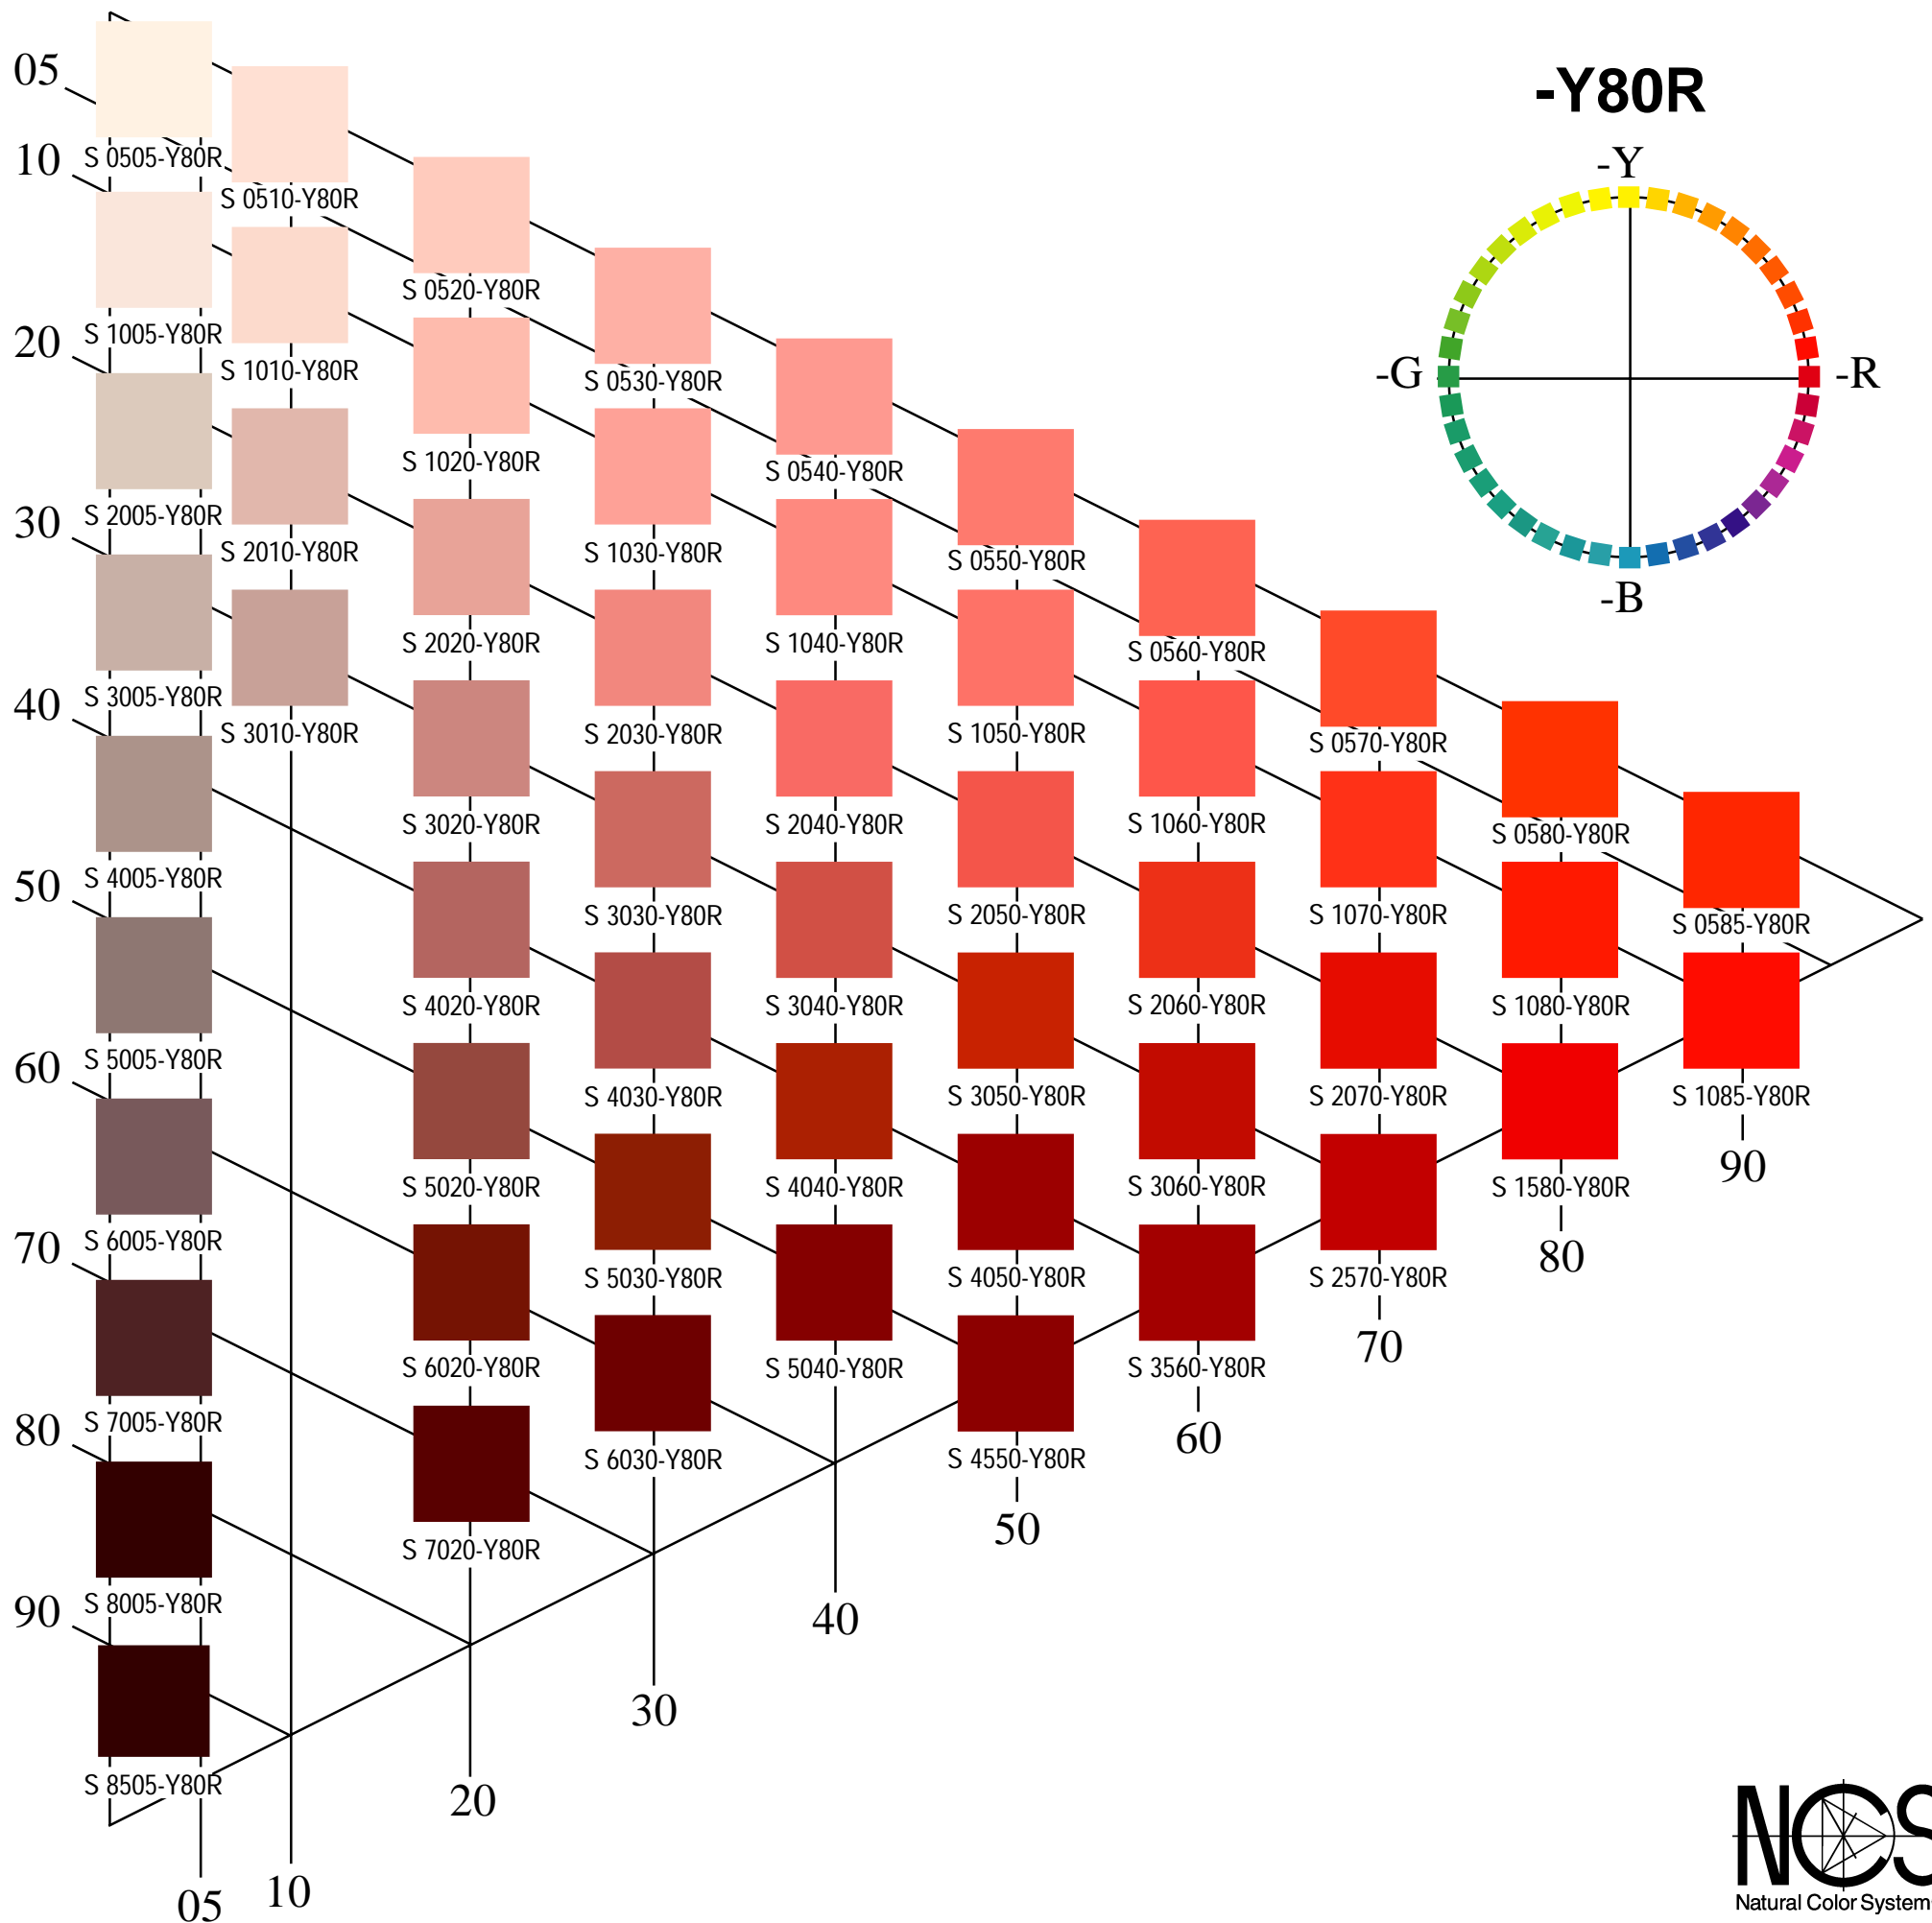 -Y80R
-Y
-G
-R
-B
05
10
20
30
40
50
60
70
80
90
S 0505-Y80R
S 1005-Y80R
S 2005-Y80R
S 3005-Y80R
S 4005-Y80R
S 5005-Y80R
S 6005-Y80R
S 7005-Y80R
S 8005-Y80R
S 8505-Y80R
05
S 0510-Y80R
S 1010-Y80R
S 2010-Y80R
S 3010-Y80R
10
S 0520-Y80R
S 1020-Y80R
S 2020-Y80R
S 3020-Y80R
S 4020-Y80R
S 5020-Y80R
S 6020-Y80R
S 7020-Y80R
20
S 0530-Y80R
S 1030-Y80R
S 2030-Y80R
S 3030-Y80R
S 4030-Y80R
S 5030-Y80R
S 6030-Y80R
30
S 0540-Y80R
S 1040-Y80R
S 2040-Y80R
S 3040-Y80R
S 4040-Y80R
S 5040-Y80R
40
S 0550-Y80R
S 1050-Y80R
S 2050-Y80R
S 3050-Y80R
S 4050-Y80R
S 4550-Y80R
50
S 0560-Y80R
S 1060-Y80R
S 2060-Y80R
S 3060-Y80R
S 3560-Y80R
60
S 0570-Y80R
S 1070-Y80R
S 2070-Y80R
S 2570-Y80R
70
S 0580-Y80R
S 1080-Y80R
S 1580-Y80R
80
S 0585-Y80R
S 1085-Y80R
90
NCS
Natural Color System